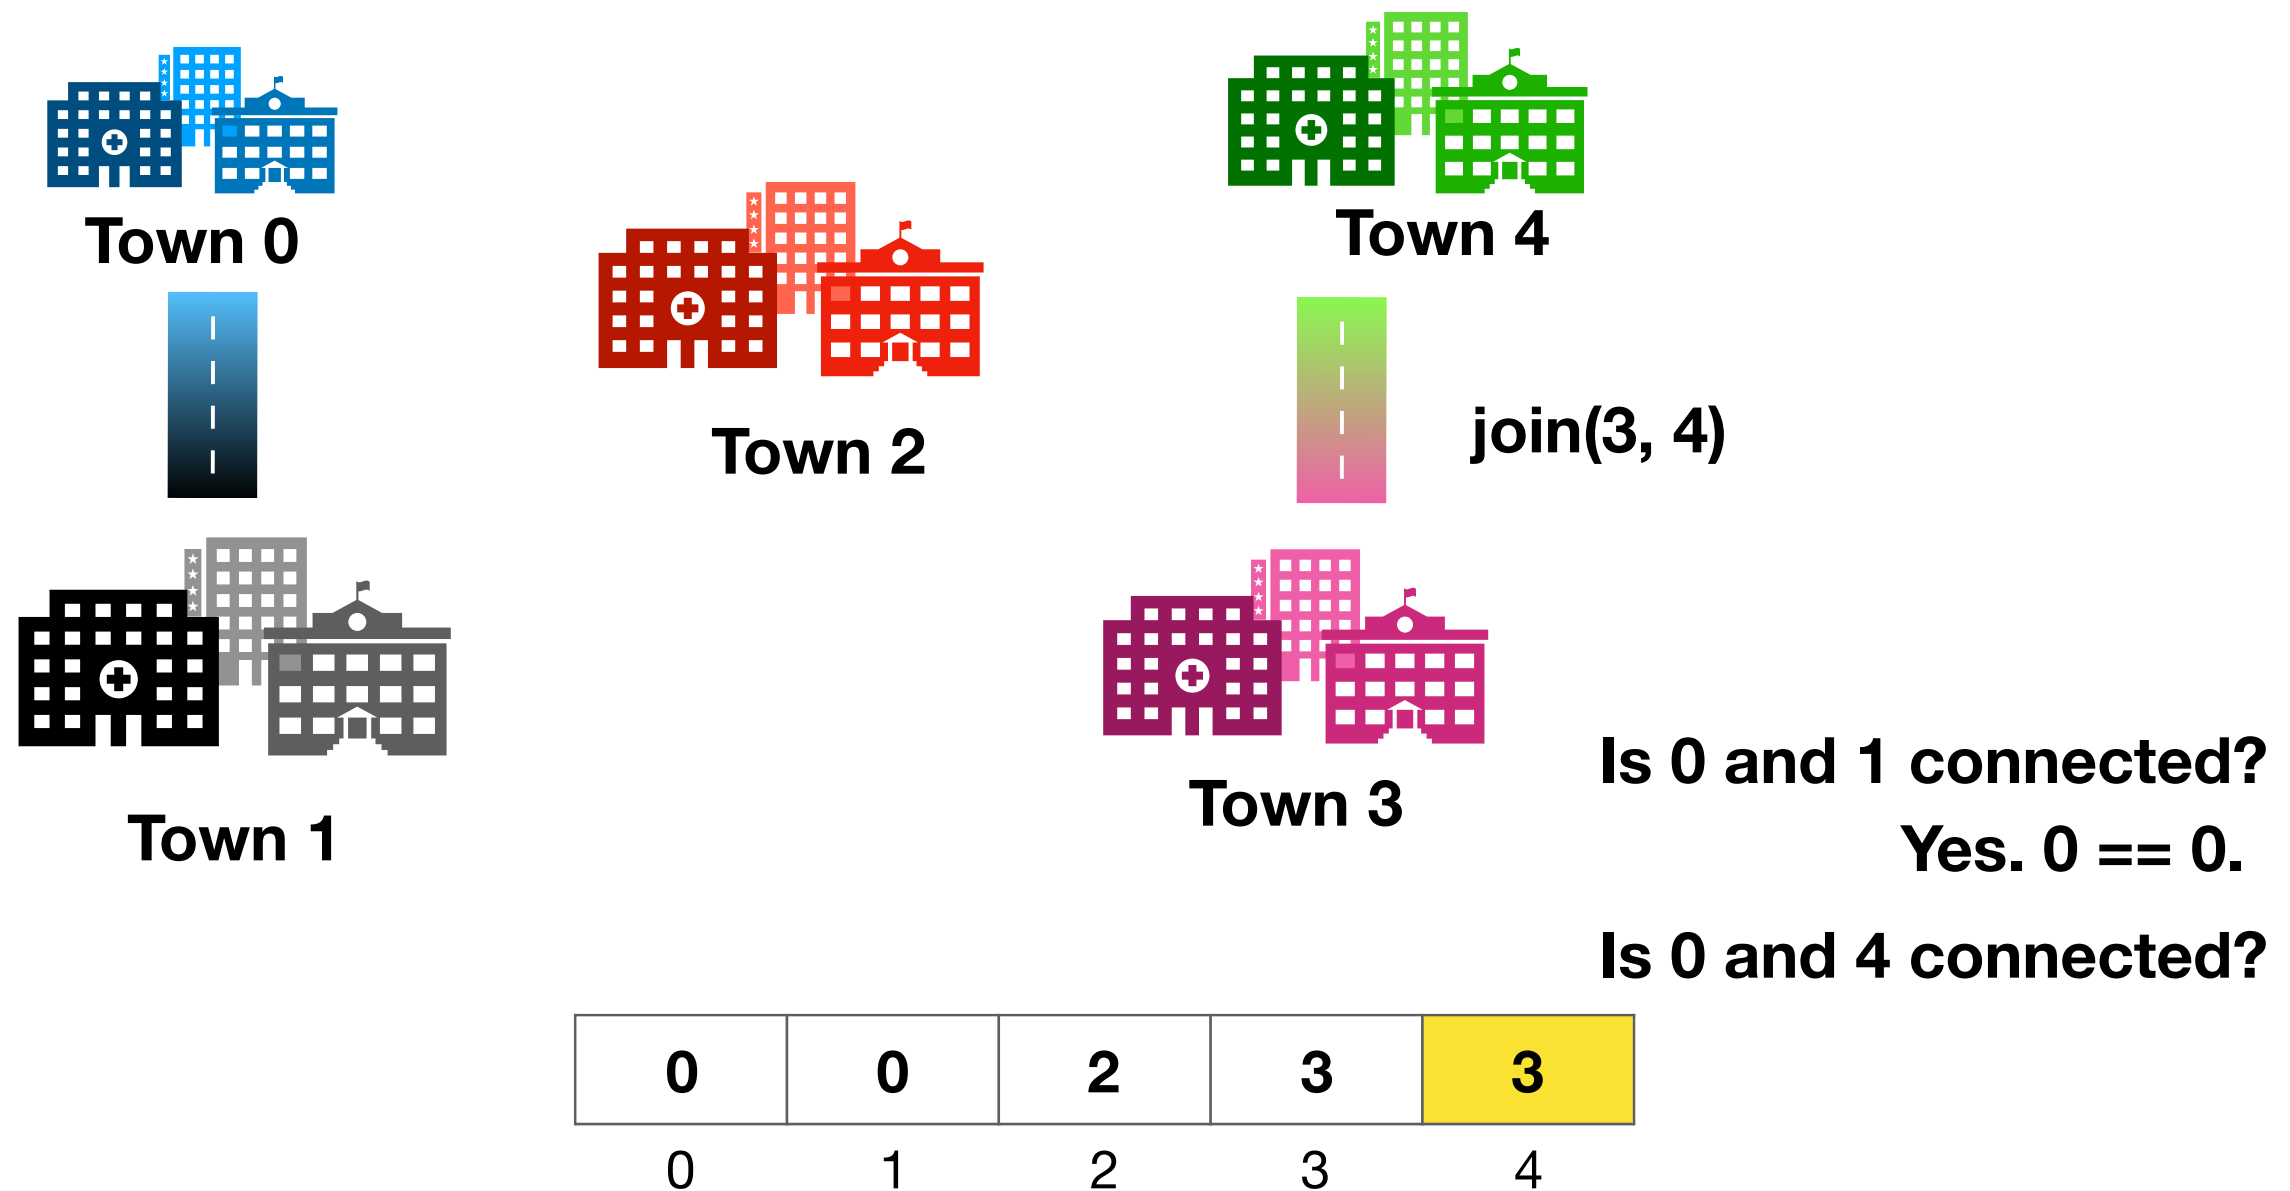 Town 0
Town 4
Town 2
join(3, 4)
Town 1
Town 3
Is 0 and 1 connected?
Yes. 0 == 0.
Is 0 and 4 connected?
0 0 2 3 3
0 1 2 3 4